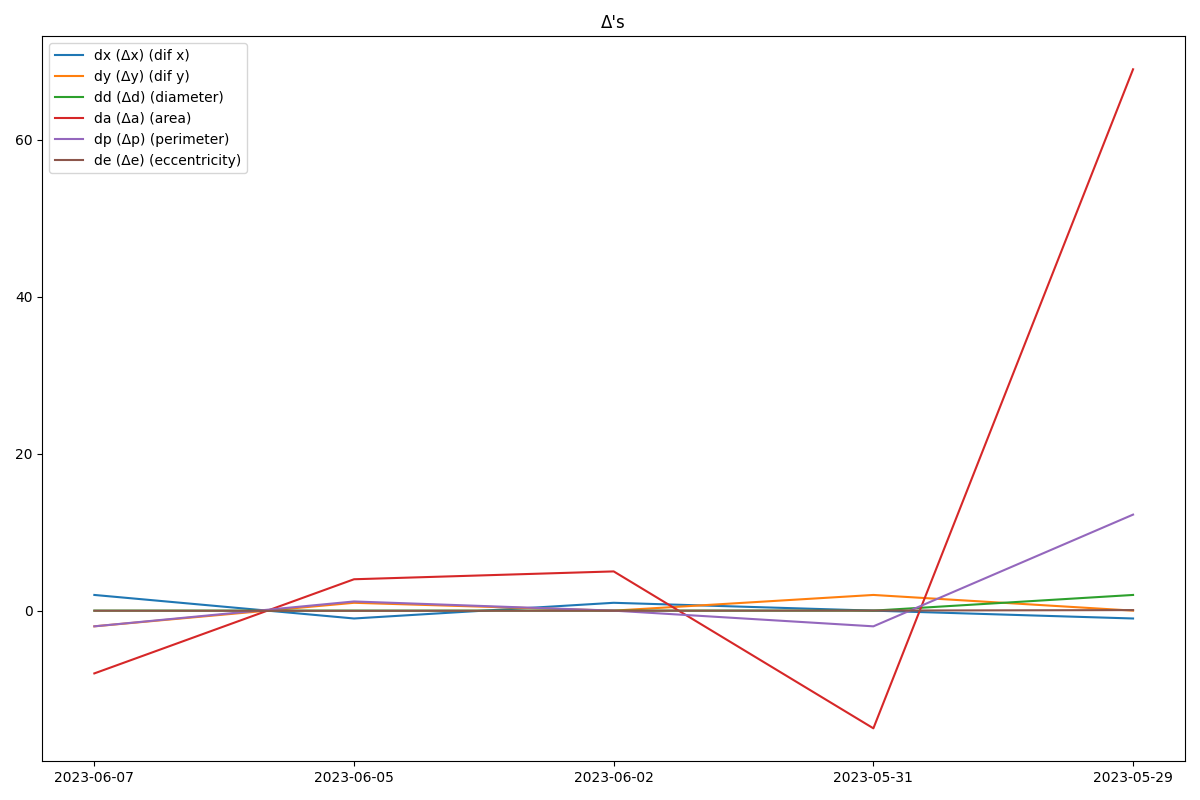 Δ's
dx (Δx) (dif x)
dy (Δy) (dif y)
dd (Δd) (diameter)
da (Δa) (area)
dp (Δp) (perimeter)
de (Δe) (eccentricity)
60
40
20
0
2023-06-07
2023-06-05
2023-06-02
2023-05-31
2023-05-29